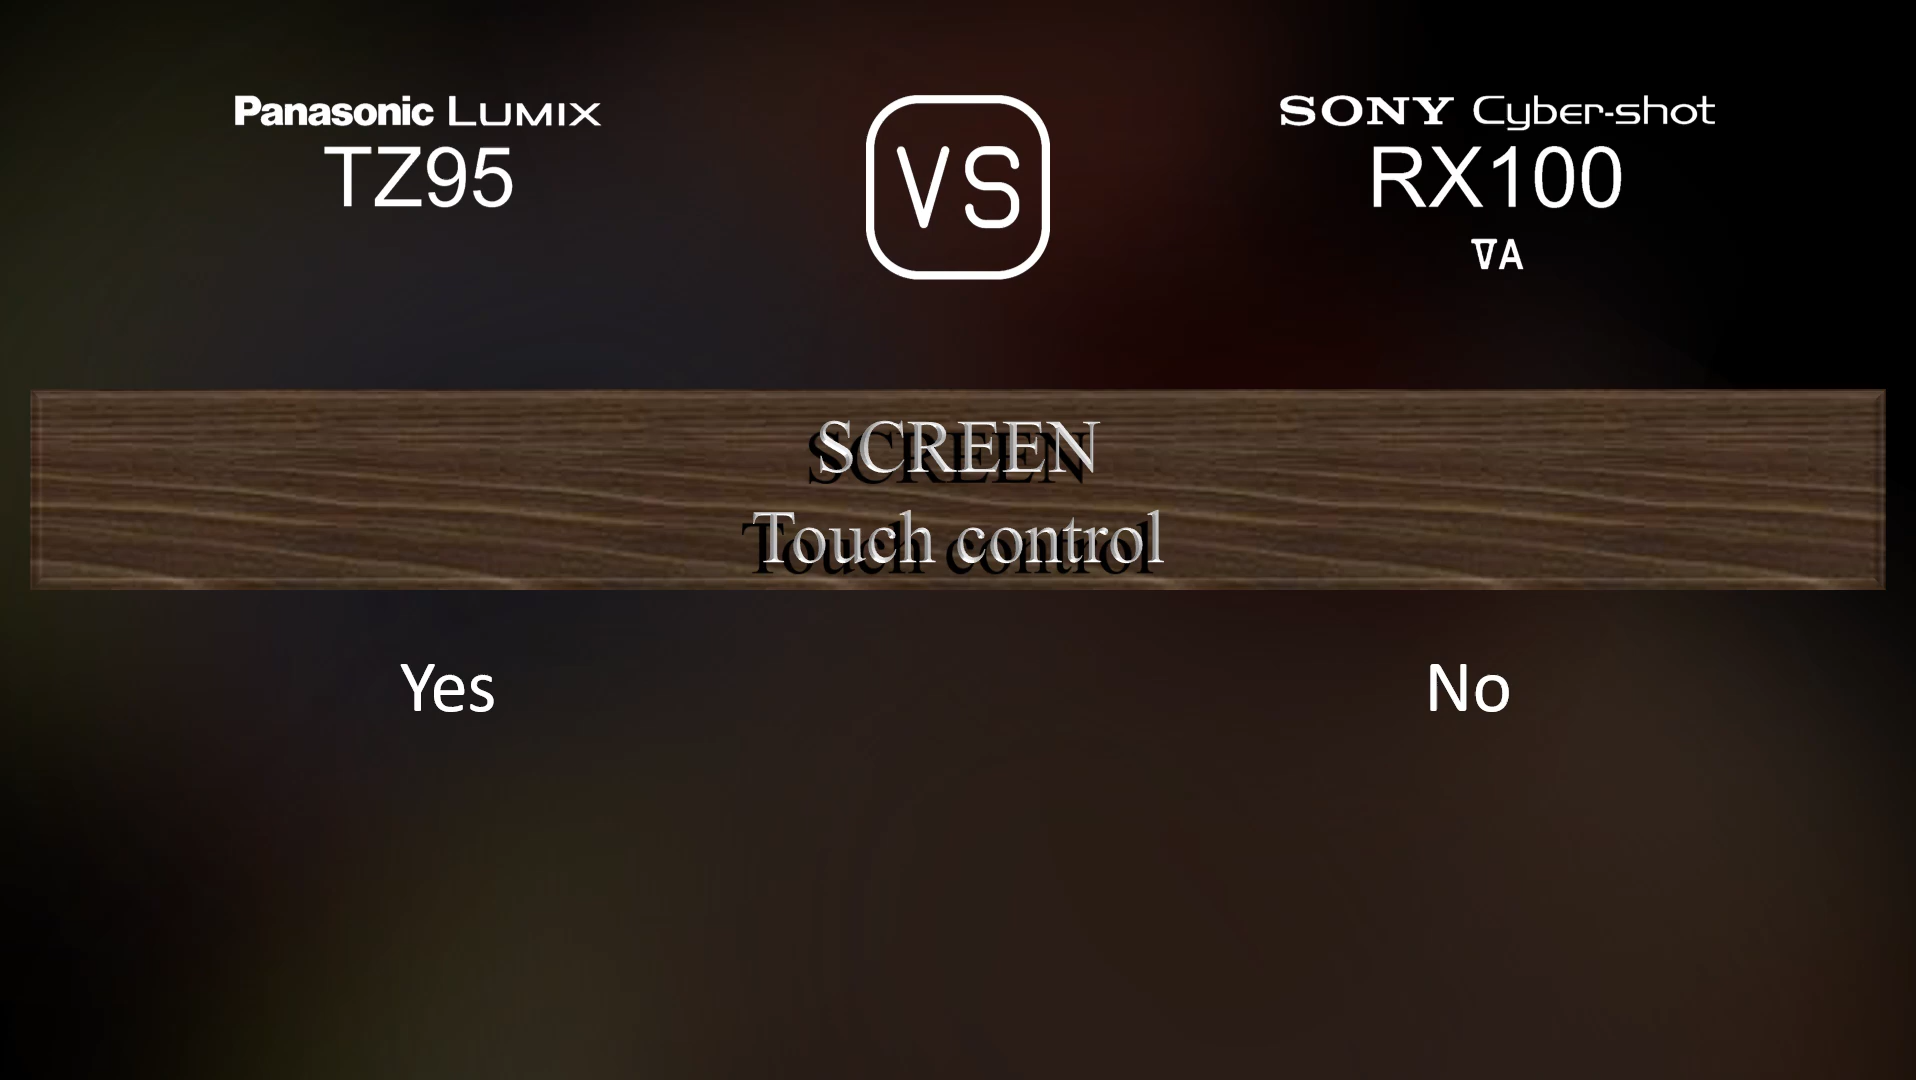 Panasonic LUMIX
TZ95
VS
SONY Cyber-shot
RX100
VA
SCREEN
Touch control
Yes
No